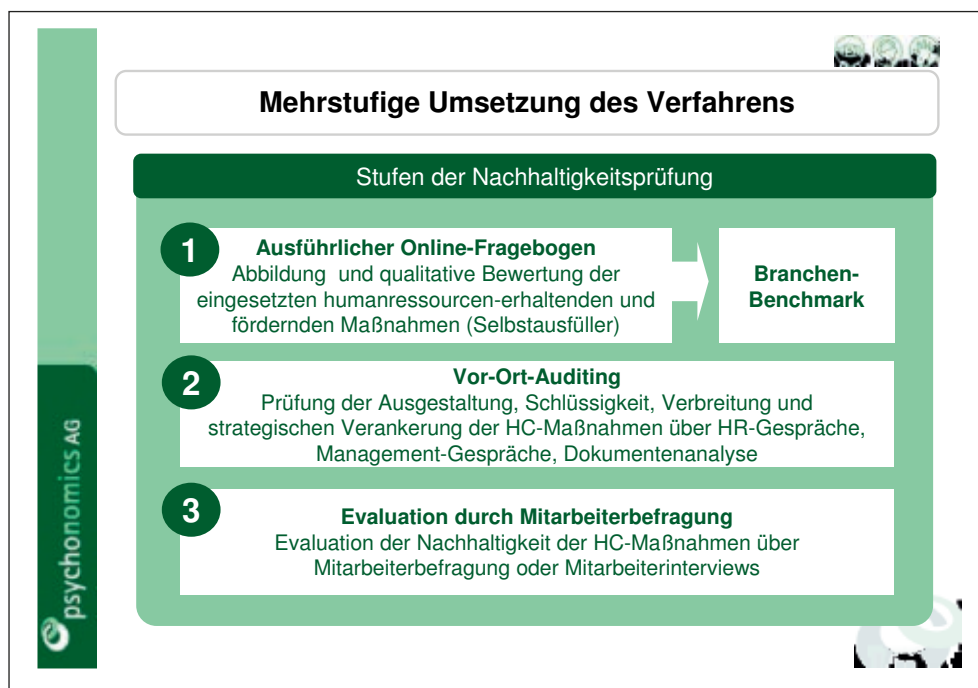 Mehrstufige Umsetzung des Verfahrens
Stufen der Nachhaltigkeitsprüfung
1
Ausführlicher Online-Fragebogen
Abbildung und qualitative Bewertung der
eingesetzten humanressourcen-erhaltenden und
fördernden Maßnahmen (Selbstausfüller)
Branchen-
Benchmark
2
Vor-Ort-Auditing
Prüfung der Ausgestaltung, Schlüssigkeit, Verbreitung und
strategischen Verankerung der HC-Maßnahmen über HR-Gespräche,
Management-Gespräche, Dokumentenanalyse
3
Evaluation durch Mitarbeiterbefragung
Evaluation der Nachhaltigkeit der HC-Maßnahmen über
Mitarbeiterbefragung oder Mitarbeiterinterviews
psychonomics AG